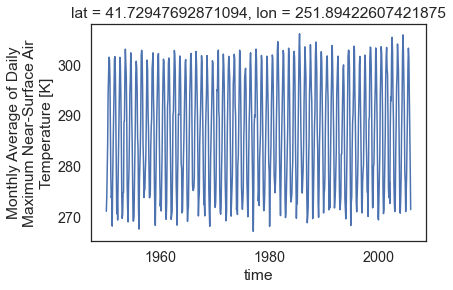 lat = 41.72947692871094, lon = 251.89422607421875
Monthly Average of Daily
Maximum Near-Surface Air
Temperature [K]
300
290
280
270
1960
1980
2000
time